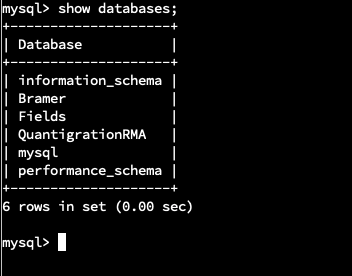 mysql> show databases;
+--------------------+
| Database           |
+--------------------+
| information_schema |
| Bramer             |
| Fields             |
| QuantigrationRMA   |
| mysql              |
| performance_schema |
+--------------------+
6 rows in set (0.00 sec)
mysql>